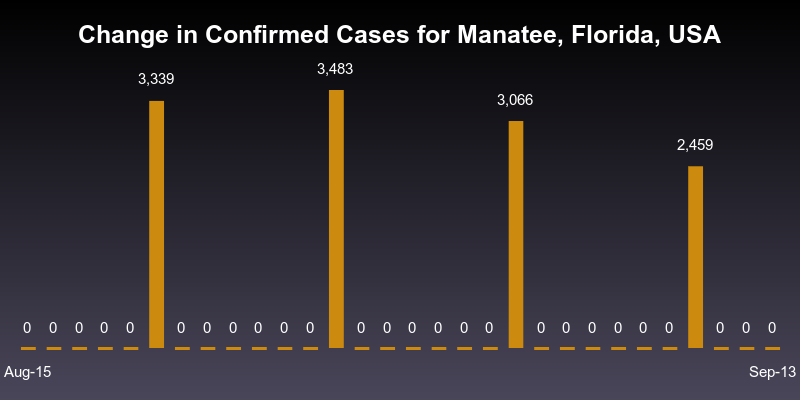 Change in Confirmed Cases for Manatee, Florida, USA
3,339
3,483
3,066
2,459
0 0 0 0 0 0 0 0 0 0 0 0 0 0 0 0 0 0 0 0 0 0 0 0 0 0
Aug-15 Sep-13